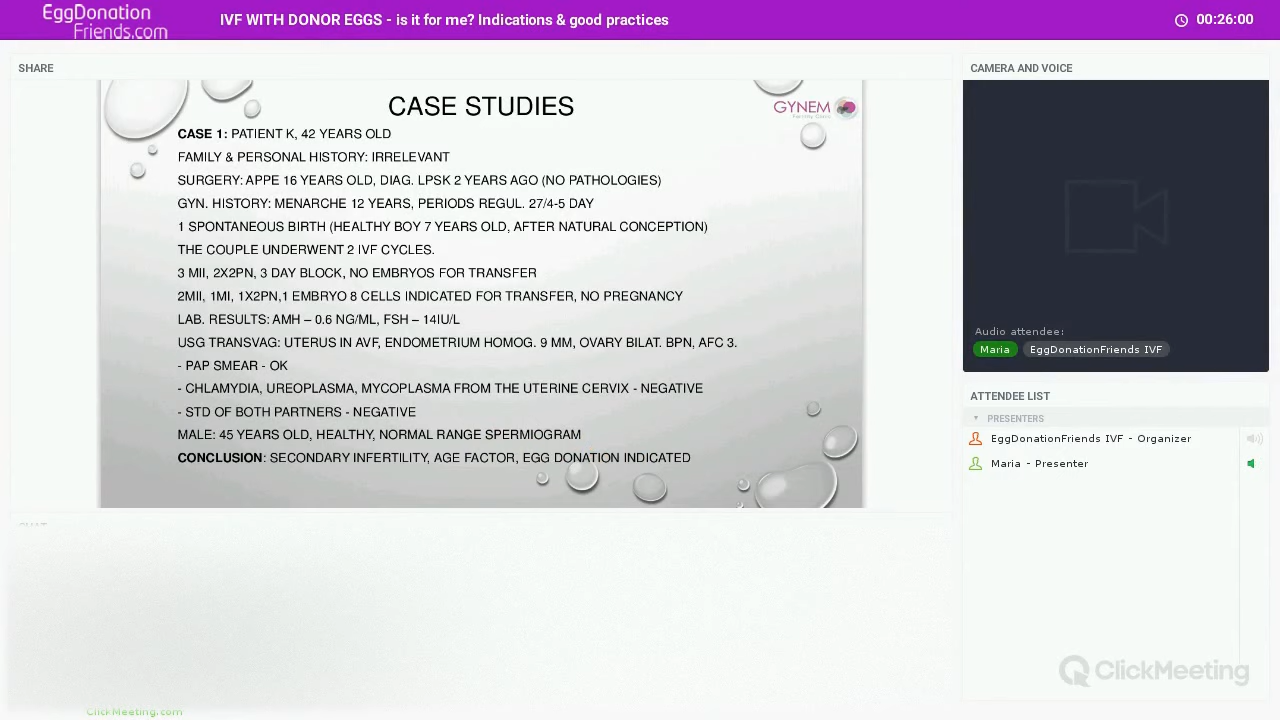 EggDonation
Friends.com
IVF WITH DONOR EGGS - is it for me? Indications & good practices
00:26:00
SHARE
CASE STUDIES
GYNEM
Fertility Clinic
CASE 1: PATIENT K, 42 YEARS OLD
FAMILY & PERSONAL HISTORY: IRRELEVANT
SURGERY: APPE 16 YEARS OLD, DIAG. LPSK 2 YEARS AGO (NO PATHOLOGIES)
GYN. HISTORY: MENARCHE 12 YEARS, PERIODS REGUL. 27/4-5 DAY
1 SPONTANEOUS BIRTH (HEALTHY BOY 7 YEARS OLD, AFTER NATURAL CONCEPTION)
THE COUPLE UNDERWENT 2 IVF CYCLES.
3 MII, 2X2PN, 3 DAY BLOCK, NO EMBRYOS FOR TRANSFER
2MII, 1MI, 1X2PN,1 EMBRYO 8 CELLS INDICATED FOR TRANSFER, NO PREGNANCY
LAB. RESULTS: AMH – 0.6 NG/ML, FSH – 14IU/L
USG TRANSVAG: UTERUS IN AVF, ENDOMETRIUM HOMOG. 9 MM, OVARY BILAT. BPN, AFC 3.
- PAP SMEAR - OK
- CHLAMYDIA, UREOPLASMA, MYCOPLASMA FROM THE UTERINE CERVIX - NEGATIVE
- STD OF BOTH PARTNERS - NEGATIVE
MALE: 45 YEARS OLD, HEALTHY, NORMAL RANGE SPERMIOGRAM
CONCLUSION: SECONDARY INFERTILITY, AGE FACTOR, EGG DONATION INDICATED
CAMERA AND VOICE
Audio attendee:
Maria EggDonationFriends IVF
ATTENDEE LIST
PRESENTERS
EggDonationFriends IVF - Organizer
Maria - Presenter
CHAT
ClickMeeting
ClickMeeting.com